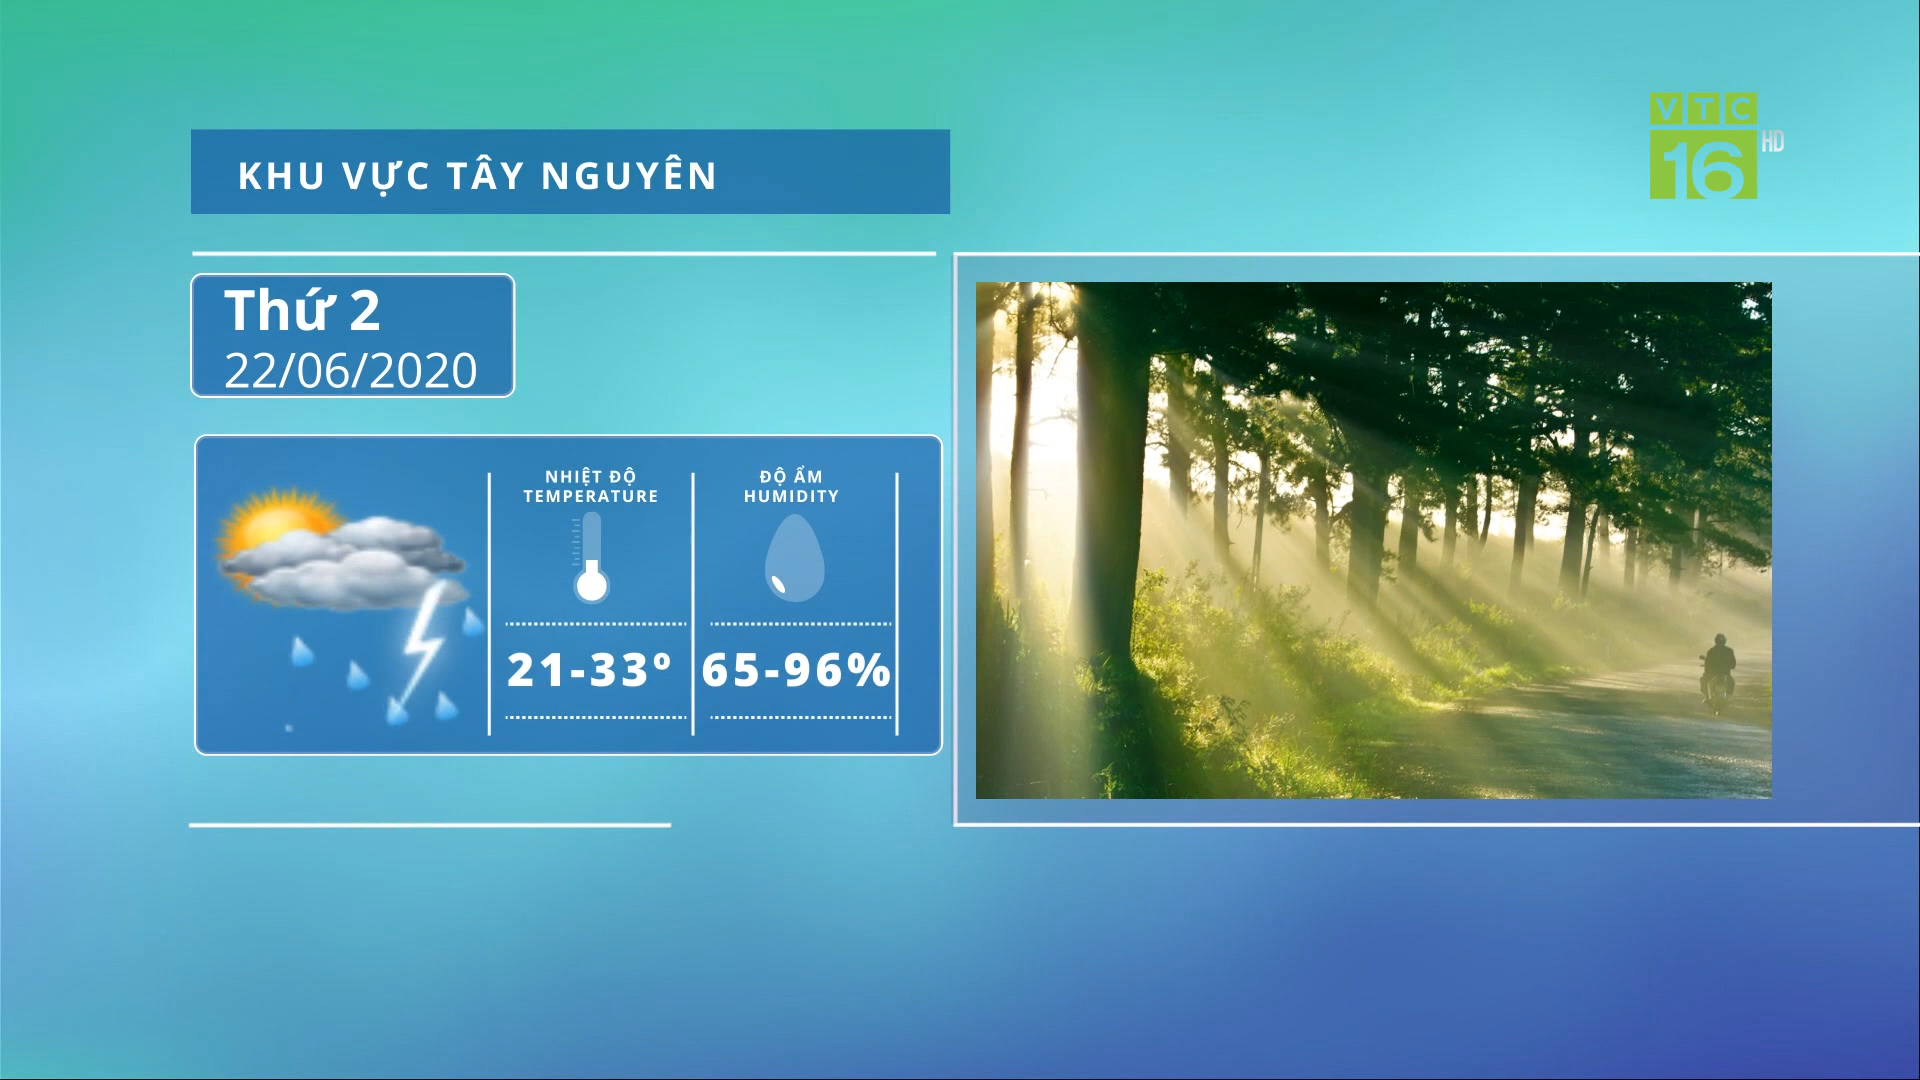 VTC
16 HD
KHU VỰC TÂY NGUYÊN
Thứ 2
22/06/2020
NHIỆT ĐỘ
TEMPERATURE
21-33º
ĐỘ ẨM
HUMIDITY
65-96%